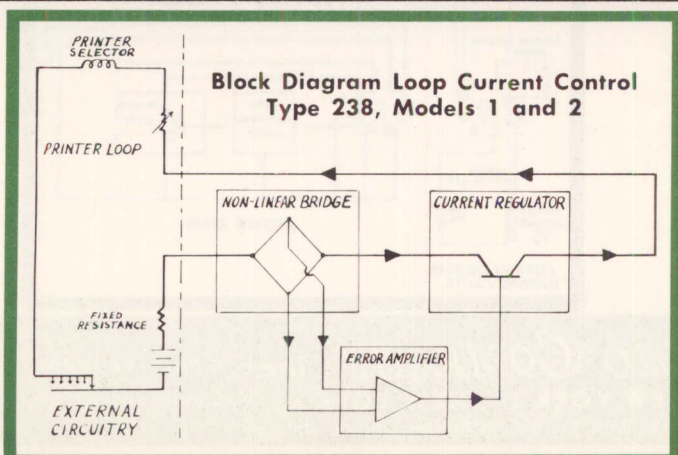 PRINTER
SELECTOR
Block Diagram Loop Current Control
Type 238, Models 1 and 2
PRINTER LOOP
NON-LINEAR BRIDGE
CURRENT REGULATOR
FIXED
RESISTANCE
ERROR AMPLIFIER
EXTERNAL
CIRCUITRY